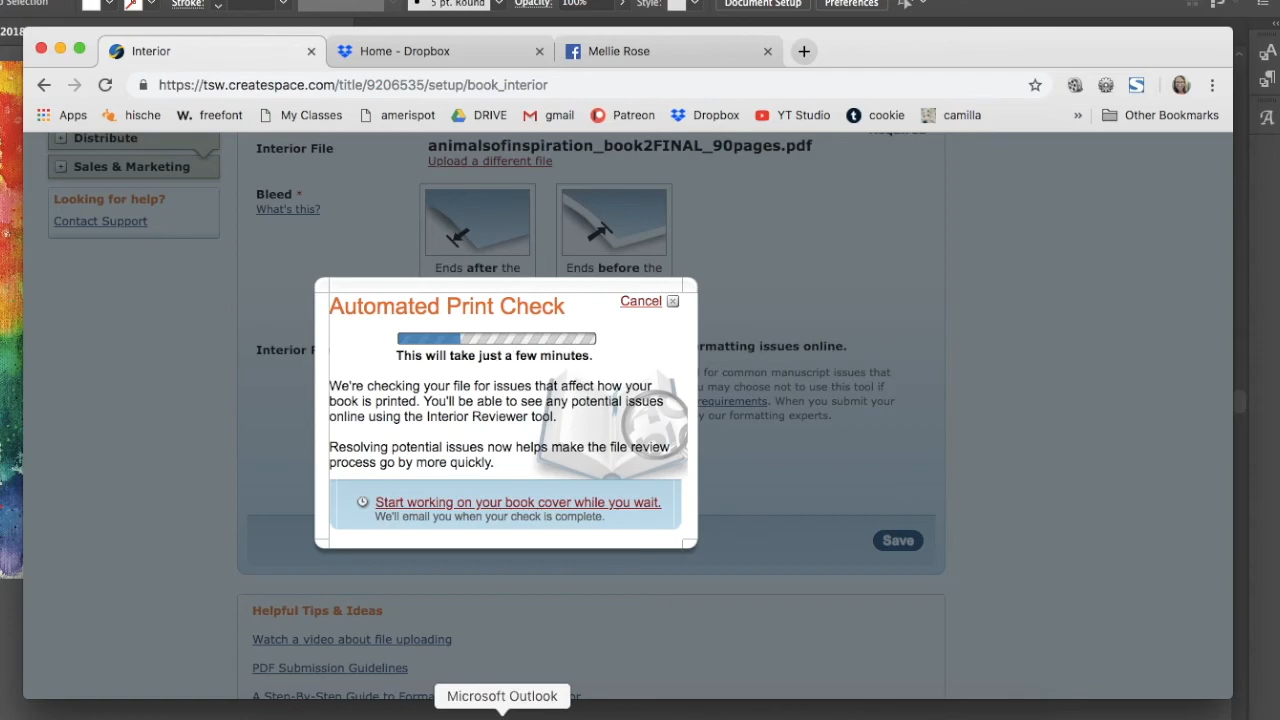 Selection
Stroke:
5 pt. Round
Opacity:
100%
Style:
Document Setup
Preferences
2018
Interior
Home - Dropbox
Mellie Rose
https://tsw.createspace.com/title/9206535/setup/book_interior
Apps
hische
W. freefont
My Classes
amerispot
DRIVE
gmail
Patreon
Dropbox
YT Studio
cookie
camilla
»
Other Bookmarks
Distribute
Sales & Marketing
Looking for help?
Contact Support
Interior File
animalsofinspiration_book2FINAL_90pages.pdf
Upload a different file
Bleed *
What's this?
Ends after the
Ends before the
Automated Print Check
Cancel
This will take just a few minutes.
We're checking your file for issues that affect how your
book is printed. You'll be able to see any potential issues
online using the Interior Reviewer tool.
Resolving potential issues now helps make the file review
process go by more quickly.
Start working on your book cover while you wait.
We'll email you when your check is complete.
Interior
rmatting issues online.
for common manuscript issues that
u may choose not to use this tool if
requirements. When you submit your
y our formatting experts.
Save
Helpful Tips & Ideas
Watch a video about file uploading
PDF Submission Guidelines
A Step-By-Step Guide to Forma
Microsoft Outlook